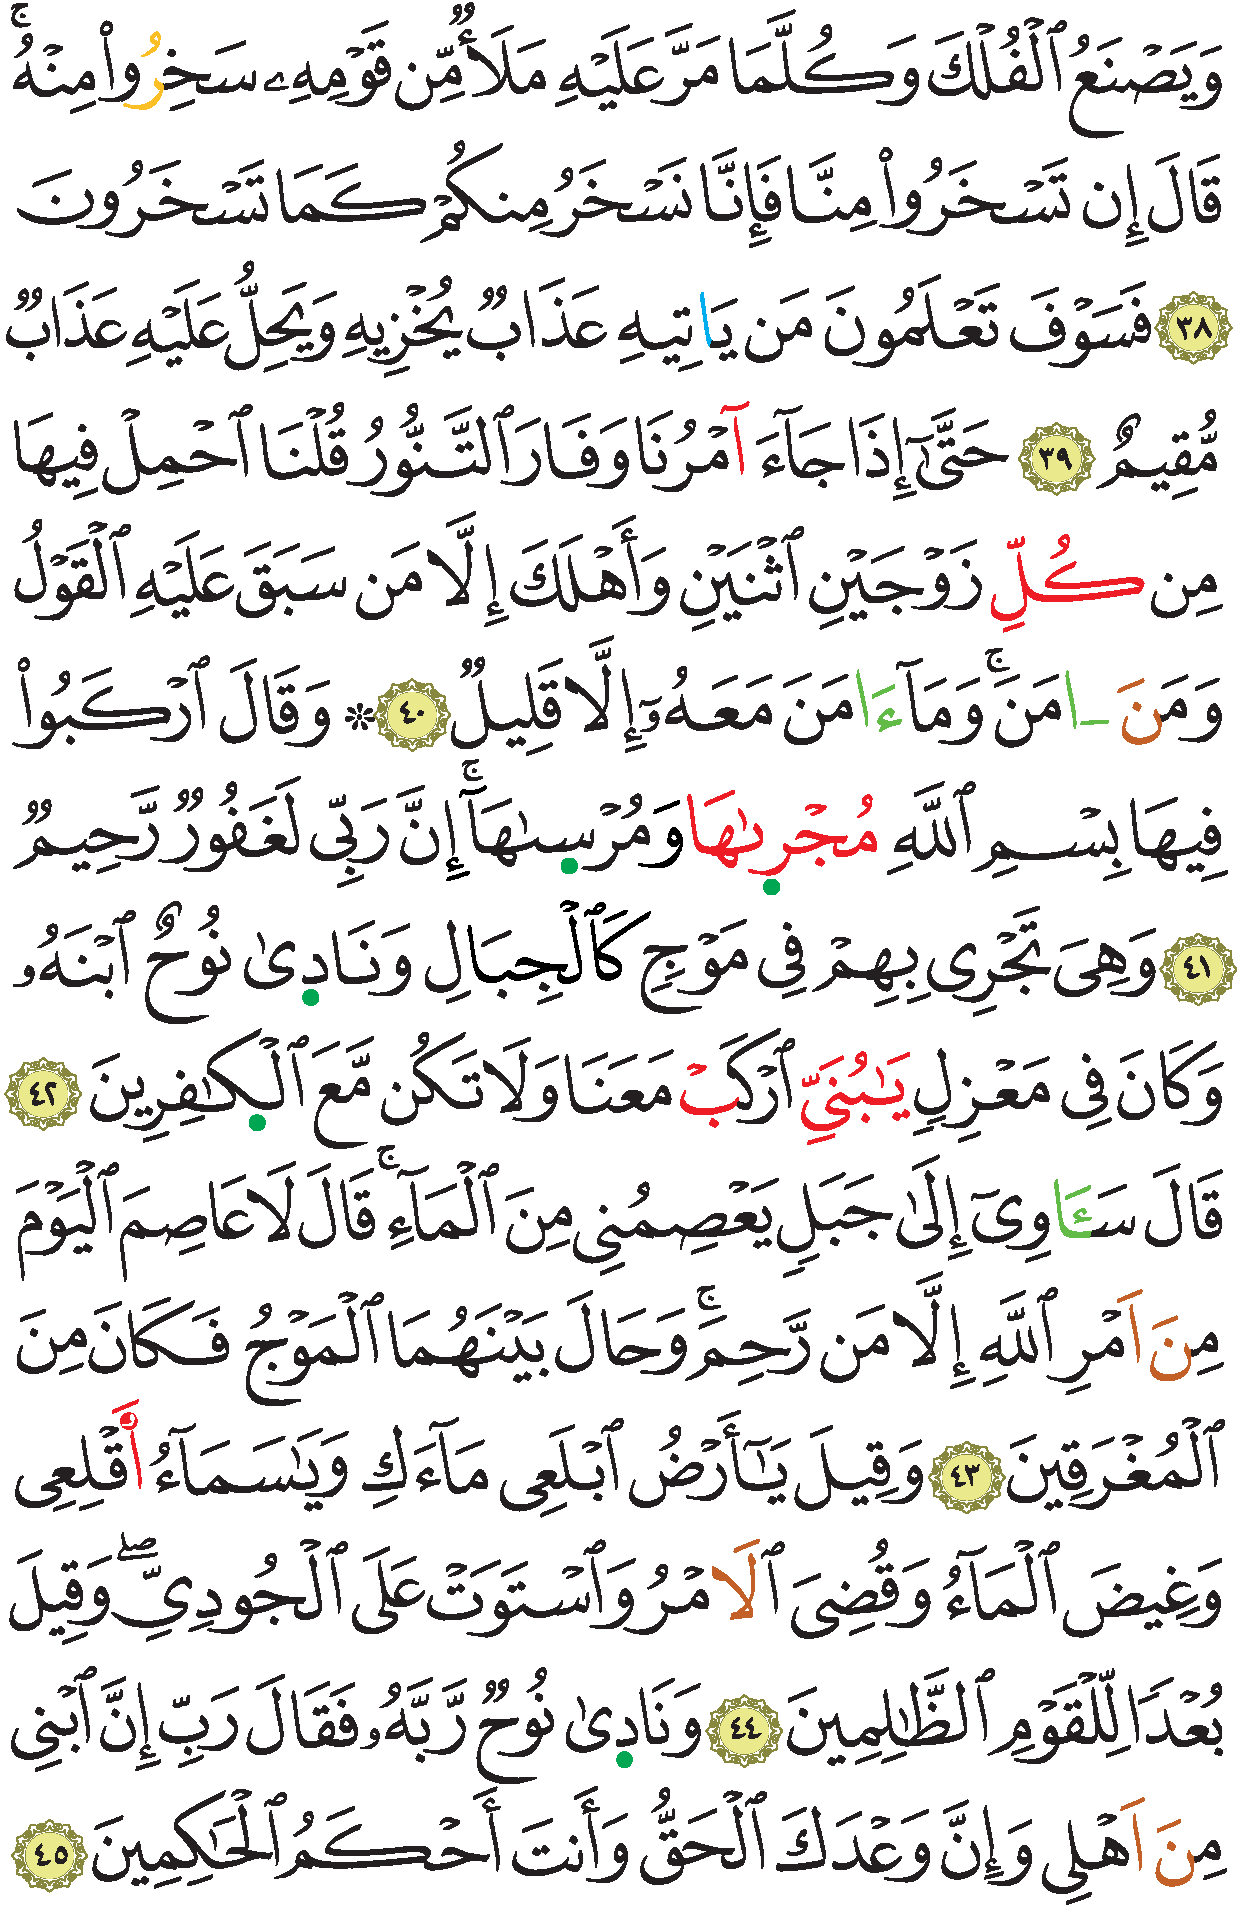 وَيَصۡنَعُ ٱلۡفُلۡكَ وَكُلَّمَا مَرَّ عَلَيۡهِ مَلَأٞ مِّن قَوۡمِهِۦ سَخِرُواْ مِنۡهُۚ
قَالَ إِن تَسۡخَرُواْ مِنَّا فَإِنَّا نَسۡخَرُ مِنكُمۡ كَمَا تَسۡخَرُونَ
٣٨ فَسَوۡفَ تَعۡلَمُونَ مَن يَاتِيهِ عَذَابٞ يُخۡزِيهِ وَيَحِلُّ عَلَيۡهِ عَذَابٞ
مُّقِيمٌ ٣٩ حَتَّىٰٓ إِذَا جَآءَ آمۡرُنَا وَفَارَ ٱلتَّنُّورُ قُلۡنَا ٱحۡمِلۡ فِيهَا
مِن كُلِّ زَوۡجَيۡنِ ٱثۡنَيۡنِ وَأَهۡلَكَ إِلَّا مَن سَبَقَ عَلَيۡهِ ٱلۡقَوۡلُ
وَمَنَ ـَامَنَۚ وَمَآ ءَامَنَ مَعَهُۥٓ إِلَّا قَلِيلٞ ٤٠ ۞ وَقَالَ ٱرۡكَبُواْ
فِيهَا بِسۡمِ ٱللَّهِ مُجۡرِىٰهَا وَمُرۡسِىٰهَآۚ إِنَّ رَبِّي لَغَفُورٞ رَّحِيمٞ
٤١ وَهِيَ تَجۡرِي بِهِمۡ فِي مَوۡجٖ كَٱلۡجِبَالِ وَنَادِىٰ نُوحٌ ٱبۡنَهُۥ
وَكَانَ فِي مَعۡزِلٖ يَٰبُنَيِّ ٱرۡكَبۡ مَعَنَا وَلَا تَكُن مَّعَ ٱلۡكَٰفِرِينَ ٤٢
قَالَ سَـَٔاوِيٓ إِلَىٰ جَبَلٖ يَعۡصِمُنِي مِنَ ٱلۡمَآءِۚ قَالَ لَا عَاصِمَ ٱلۡيَوۡمَ
مِنَ اَمۡرِ ٱللَّهِ إِلَّا مَن رَّحِمَۚ وَحَالَ بَيۡنَهُمَا ٱلۡمَوۡجُ فَكَانَ مِنَ
ٱلۡمُغۡرَقِينَ ٤٣ وَقِيلَ يَٰٓأَرۡضُ ٱبۡلَعِي مَآءَكِ وَيَٰسَمَآءُ أَقۡلِعِي
وَغِيضَ ٱلۡمَآءُ وَقُضِيَ ٱلَامۡرُ وَٱسۡتَوَتۡ عَلَى ٱلۡجُودِيِّۖ وَقِيلَ
بُعۡدٗا لِّلۡقَوۡمِ ٱلظَّٰلِمِينَ ٤٤ وَنَادِىٰ نُوحٞ رَّبَّهُۥ فَقَالَ رَبِّ إِنَّ ٱبۡنِي
مِنَ اَهۡلِي وَإِنَّ وَعۡدَكَ ٱلۡحَقُّ وَأَنتَ أَحۡكَمُ ٱلۡحَٰكِمِينَ ٤٥